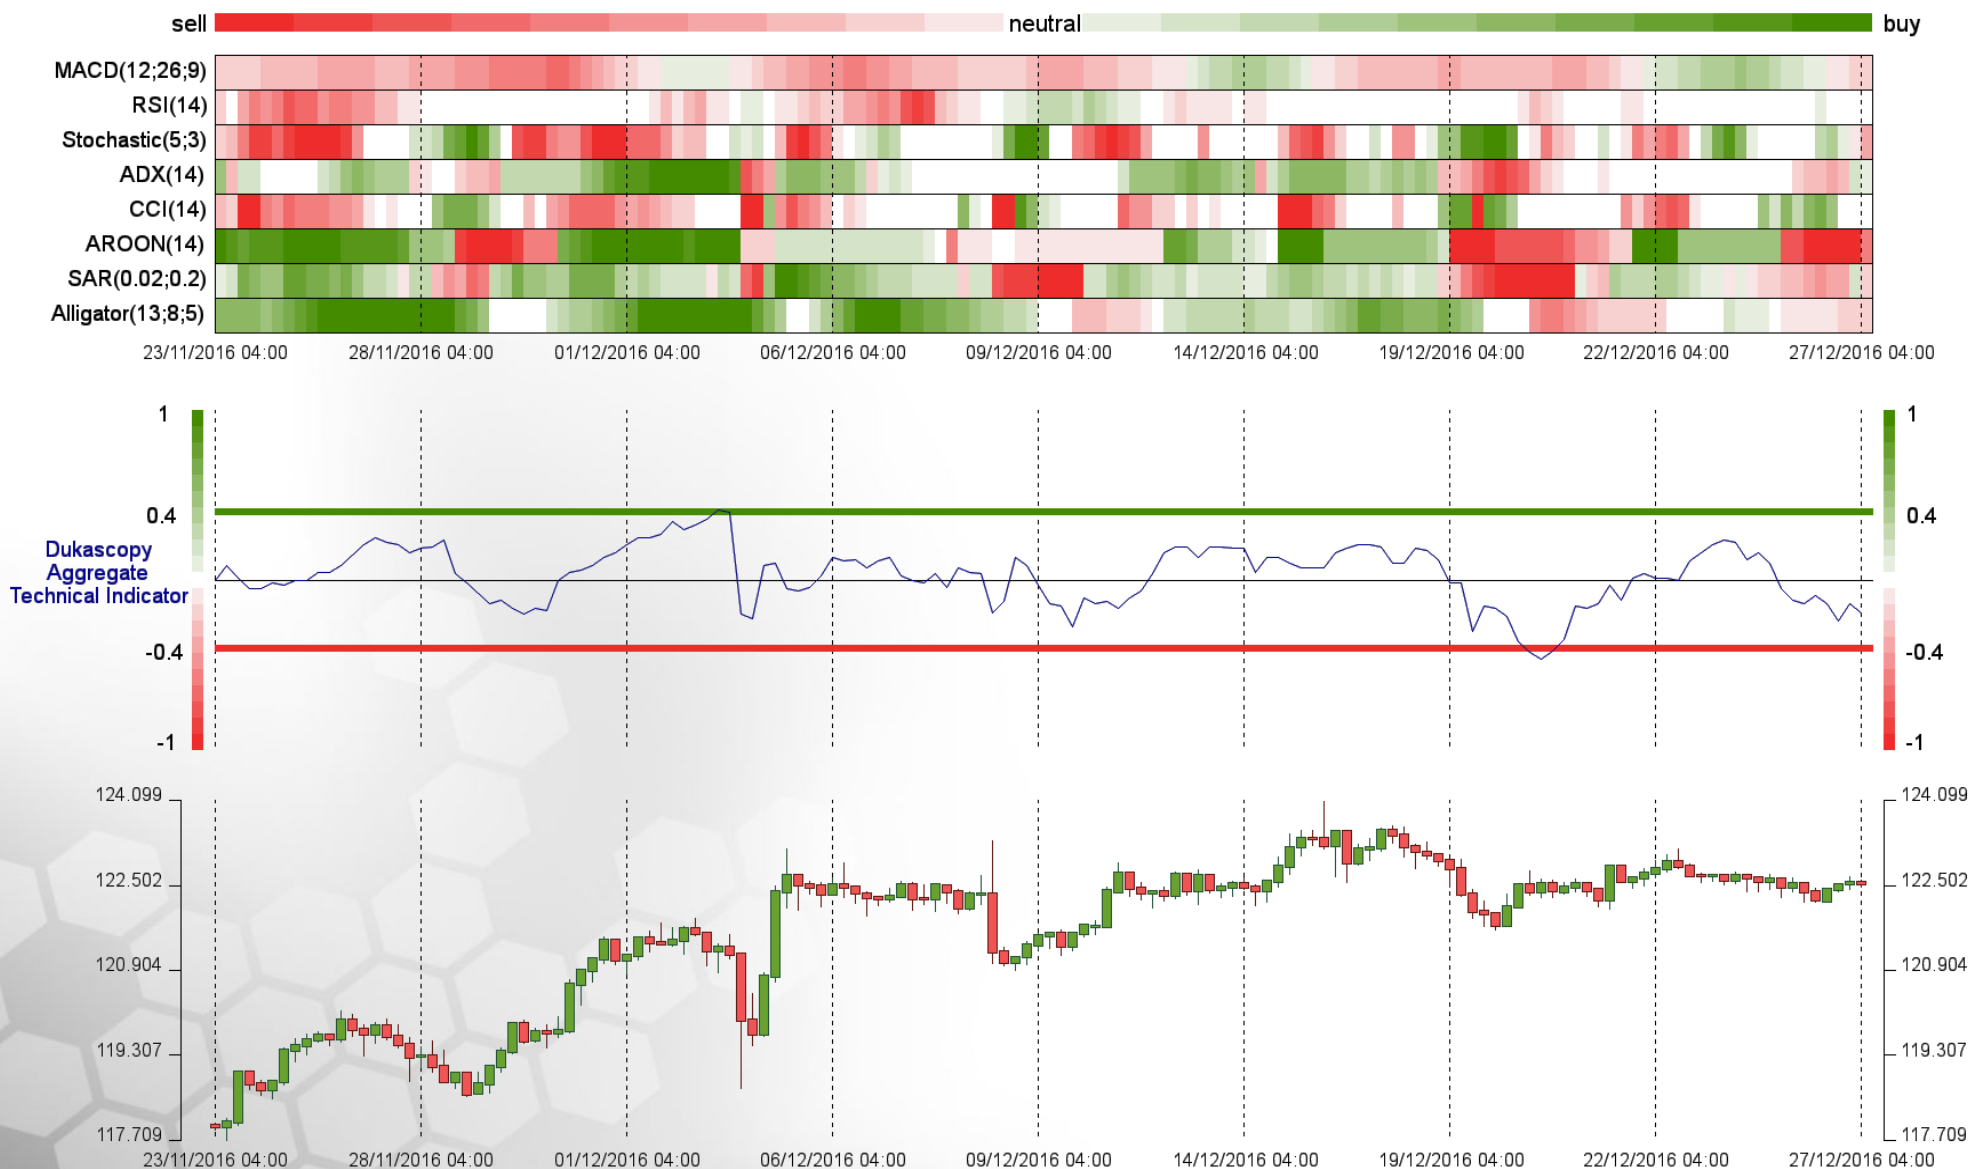 sell neutral buy
MACD(12;26;9)
RSI(14)
Stochastic(5;3)
ADX(14)
CCI(14)
AROON(14)
SAR(0.02;0.2)
Alligator(13;8;5)
23/11/2016 04:00 28/11/2016 04:00 01/12/2016 04:00 06/12/2016 04:00 09/12/2016 04:00 14/12/2016 04:00 19/12/2016 04:00 22/12/2016 04:00 27/12/2016 04:00
1 1
0.4 0.4
Dukascopy
Aggregate
Technical Indicator
-0.4 -0.4
-1 -1
124.099 124.099
122.502 122.502
120.904 120.904
119.307 119.307
117.709 117.709
23/11/2016 04:00 28/11/2016 04:00 01/12/2016 04:00 06/12/2016 04:00 09/12/2016 04:00 14/12/2016 04:00 19/12/2016 04:00 22/12/2016 04:00 27/12/2016 04:00